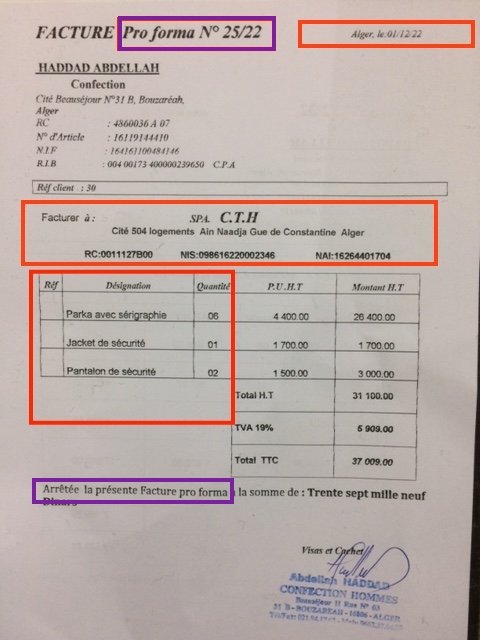 FACTURE Pro forma N° 25/22
Alger, le:01/12/22
HADDAD ABDELLAH
Confection
Cité Beauséjour N°31 B, Bouzaréah,
Alger
RC : 4860036 A 07
N° d'Article : 16119144410
N.I.F : 164161100484146
R.I.B : 004 00173 400000239650 C.P.A
Réf client : 30
Facturer à : SPA. C.T.H
Cité 504 logements Ain Naadja Gue de Constantine Alger
RC:0011127B00 NIS:098616220002346 NAI:16264401704
Réf Désignation Quantité P.U.H.T Montant H.T
Parka avec sérigraphie 06 4 400.00 26 400.00
Jacket de sécurité 01 1 700.00 1 700.00
Pantalon de sécurité 02 1 500.00 3 000.00
Total H.T 31 100.00
TVA 19% 5 909.00
Total TTC 37 009.00
Arrêtée la présente Facture pro forma à la somme de : Trente sept mille neuf
Dinars
Visas et Cachet
Abdellah HADDAD
CONFECTION HOMMES
Beauséjour II Rue N° 03
31 B - BOUZAREAH - ALGER